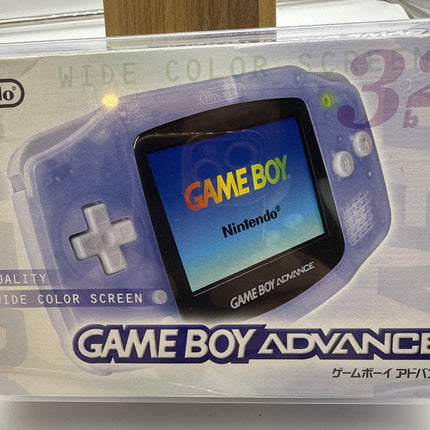 WIDE COLOR SCREEN
32
b
Nintendo
GAME BOY
Nintendo®
GAME BOY ADVANCE
WIDE COLOR SCREEN
GAME BOY ADVANCE
ゲームボーイ アドバン